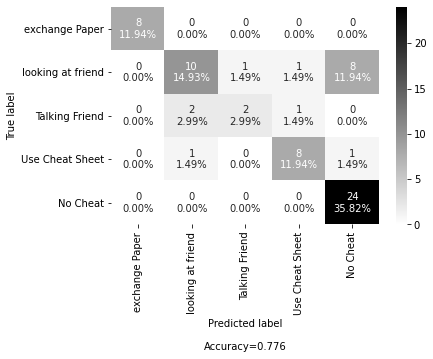 True label
exchange Paper
8 0 0 0 0
11.94% 0.00% 0.00% 0.00% 0.00%
looking at friend
0 10 1 1 8
0.00% 14.93% 1.49% 1.49% 11.94%
Talking Friend
0 2 2 1 0
0.00% 2.99% 2.99% 1.49% 0.00%
Use Cheat Sheet
0 1 0 8 1
0.00% 1.49% 0.00% 11.94% 1.49%
No Cheat
0 0 0 0 24
0.00% 0.00% 0.00% 0.00% 35.82%
exchange Paper
looking at friend
Talking Friend
Use Cheat Sheet
No Cheat
Predicted label
Accuracy=0.776
20
15
10
5
0